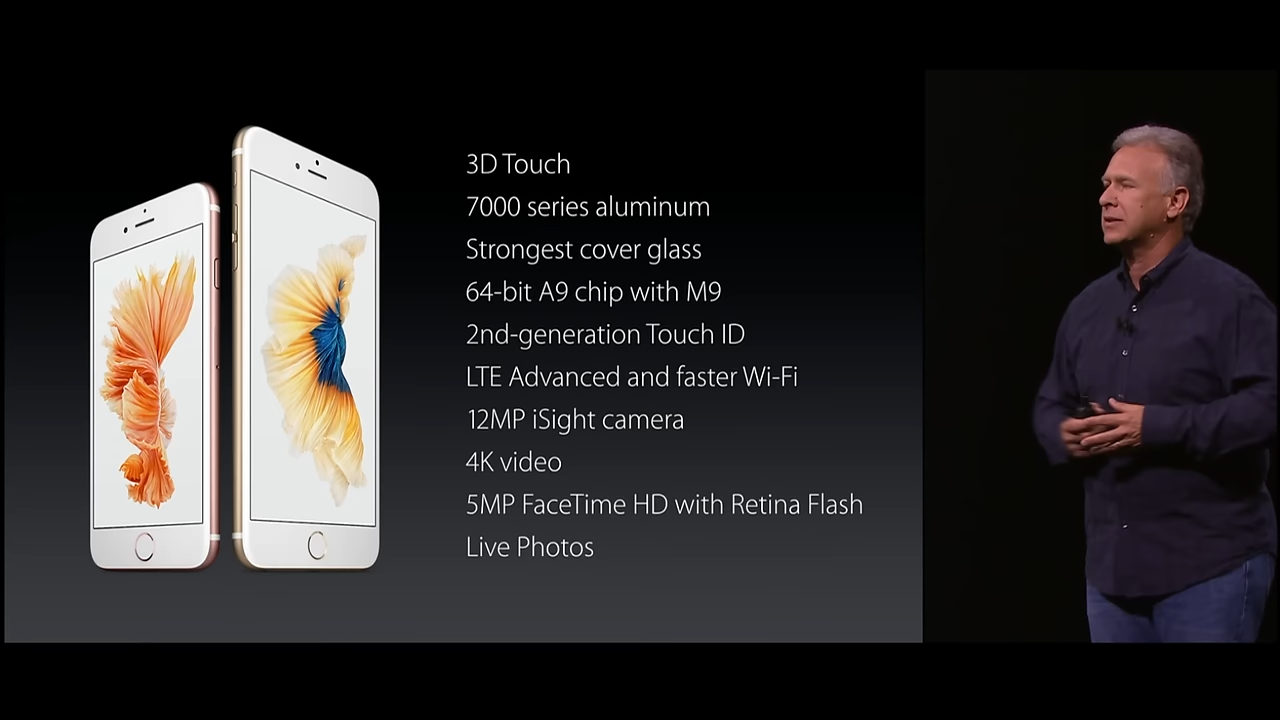 3D Touch
7000 series aluminum
Strongest cover glass
64-bit A9 chip with M9
2nd-generation Touch ID
LTE Advanced and faster Wi-Fi
12MP iSight camera
4K video
5MP FaceTime HD with Retina Flash
Live Photos